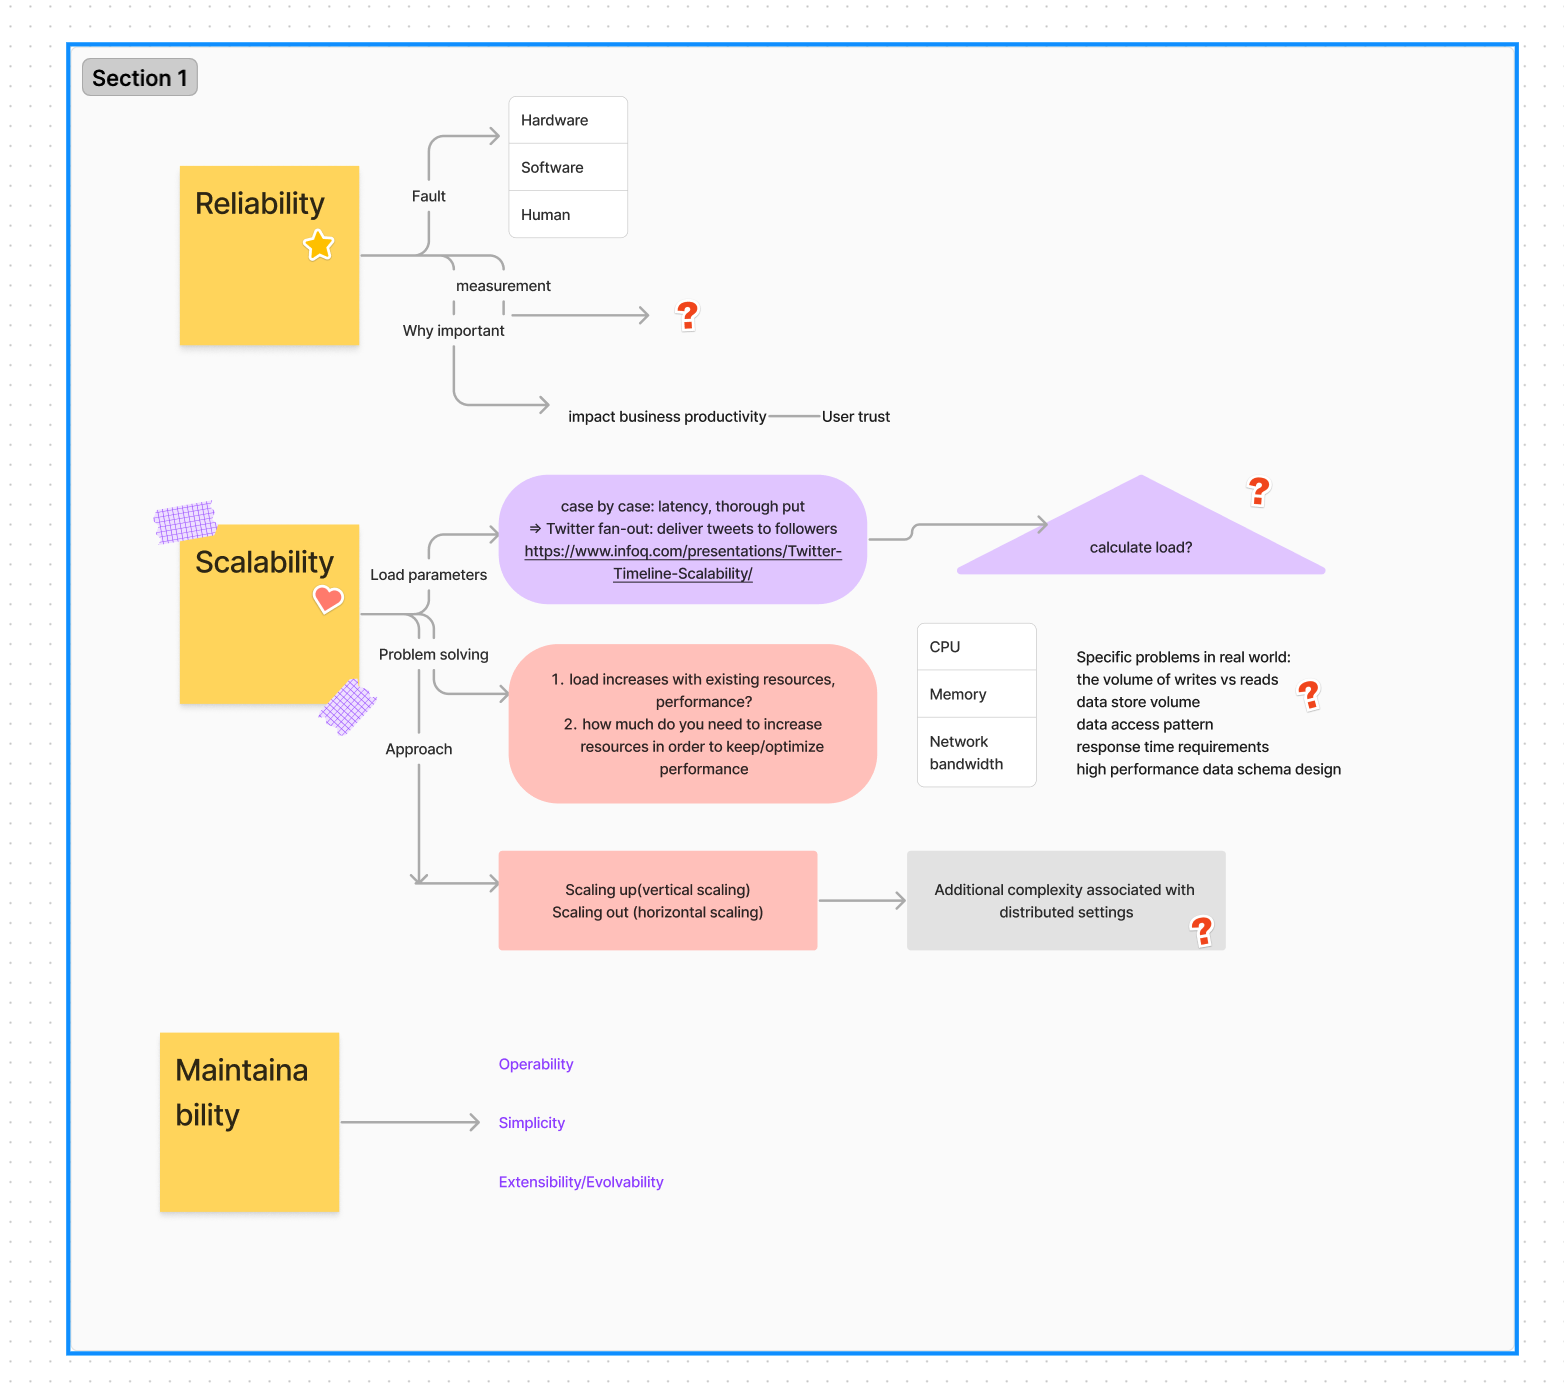 Section 1
Reliability
Fault
Hardware
Software
Human
measurement
?
Why important
impact business productivity
User trust
Scalability
Load parameters
case by case: latency, thorough put
⇒ Twitter fan-out: deliver tweets to followers
https://www.infoq.com/presentations/Twitter-
Timeline-Scalability/
calculate load?
?
Problem solving
1. load increases with existing resources,
performance?
2. how much do you need to increase
resources in order to keep/optimize
performance
CPU
Memory
Network
bandwidth
Specific problems in real world:
the volume of writes vs reads
data store volume
data access pattern
response time requirements
high performance data schema design
?
Approach
Scaling up(vertical scaling)
Scaling out (horizontal scaling)
Additional complexity associated with
distributed settings
?
Maintaina
bility
Operability
Simplicity
Extensibility/Evolvability